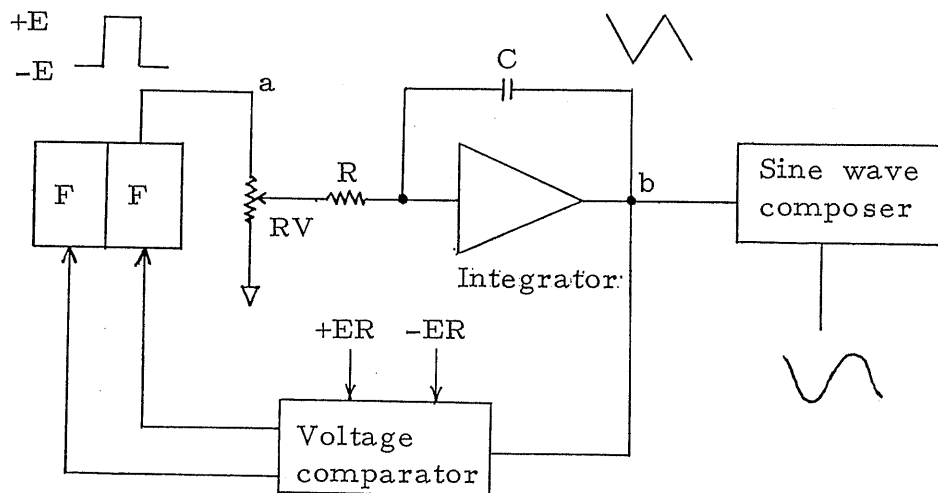 +E
-E
a
C
F F
R
RV
b
Integrator
Sine wave
composer
+ER -ER
Voltage
comparator